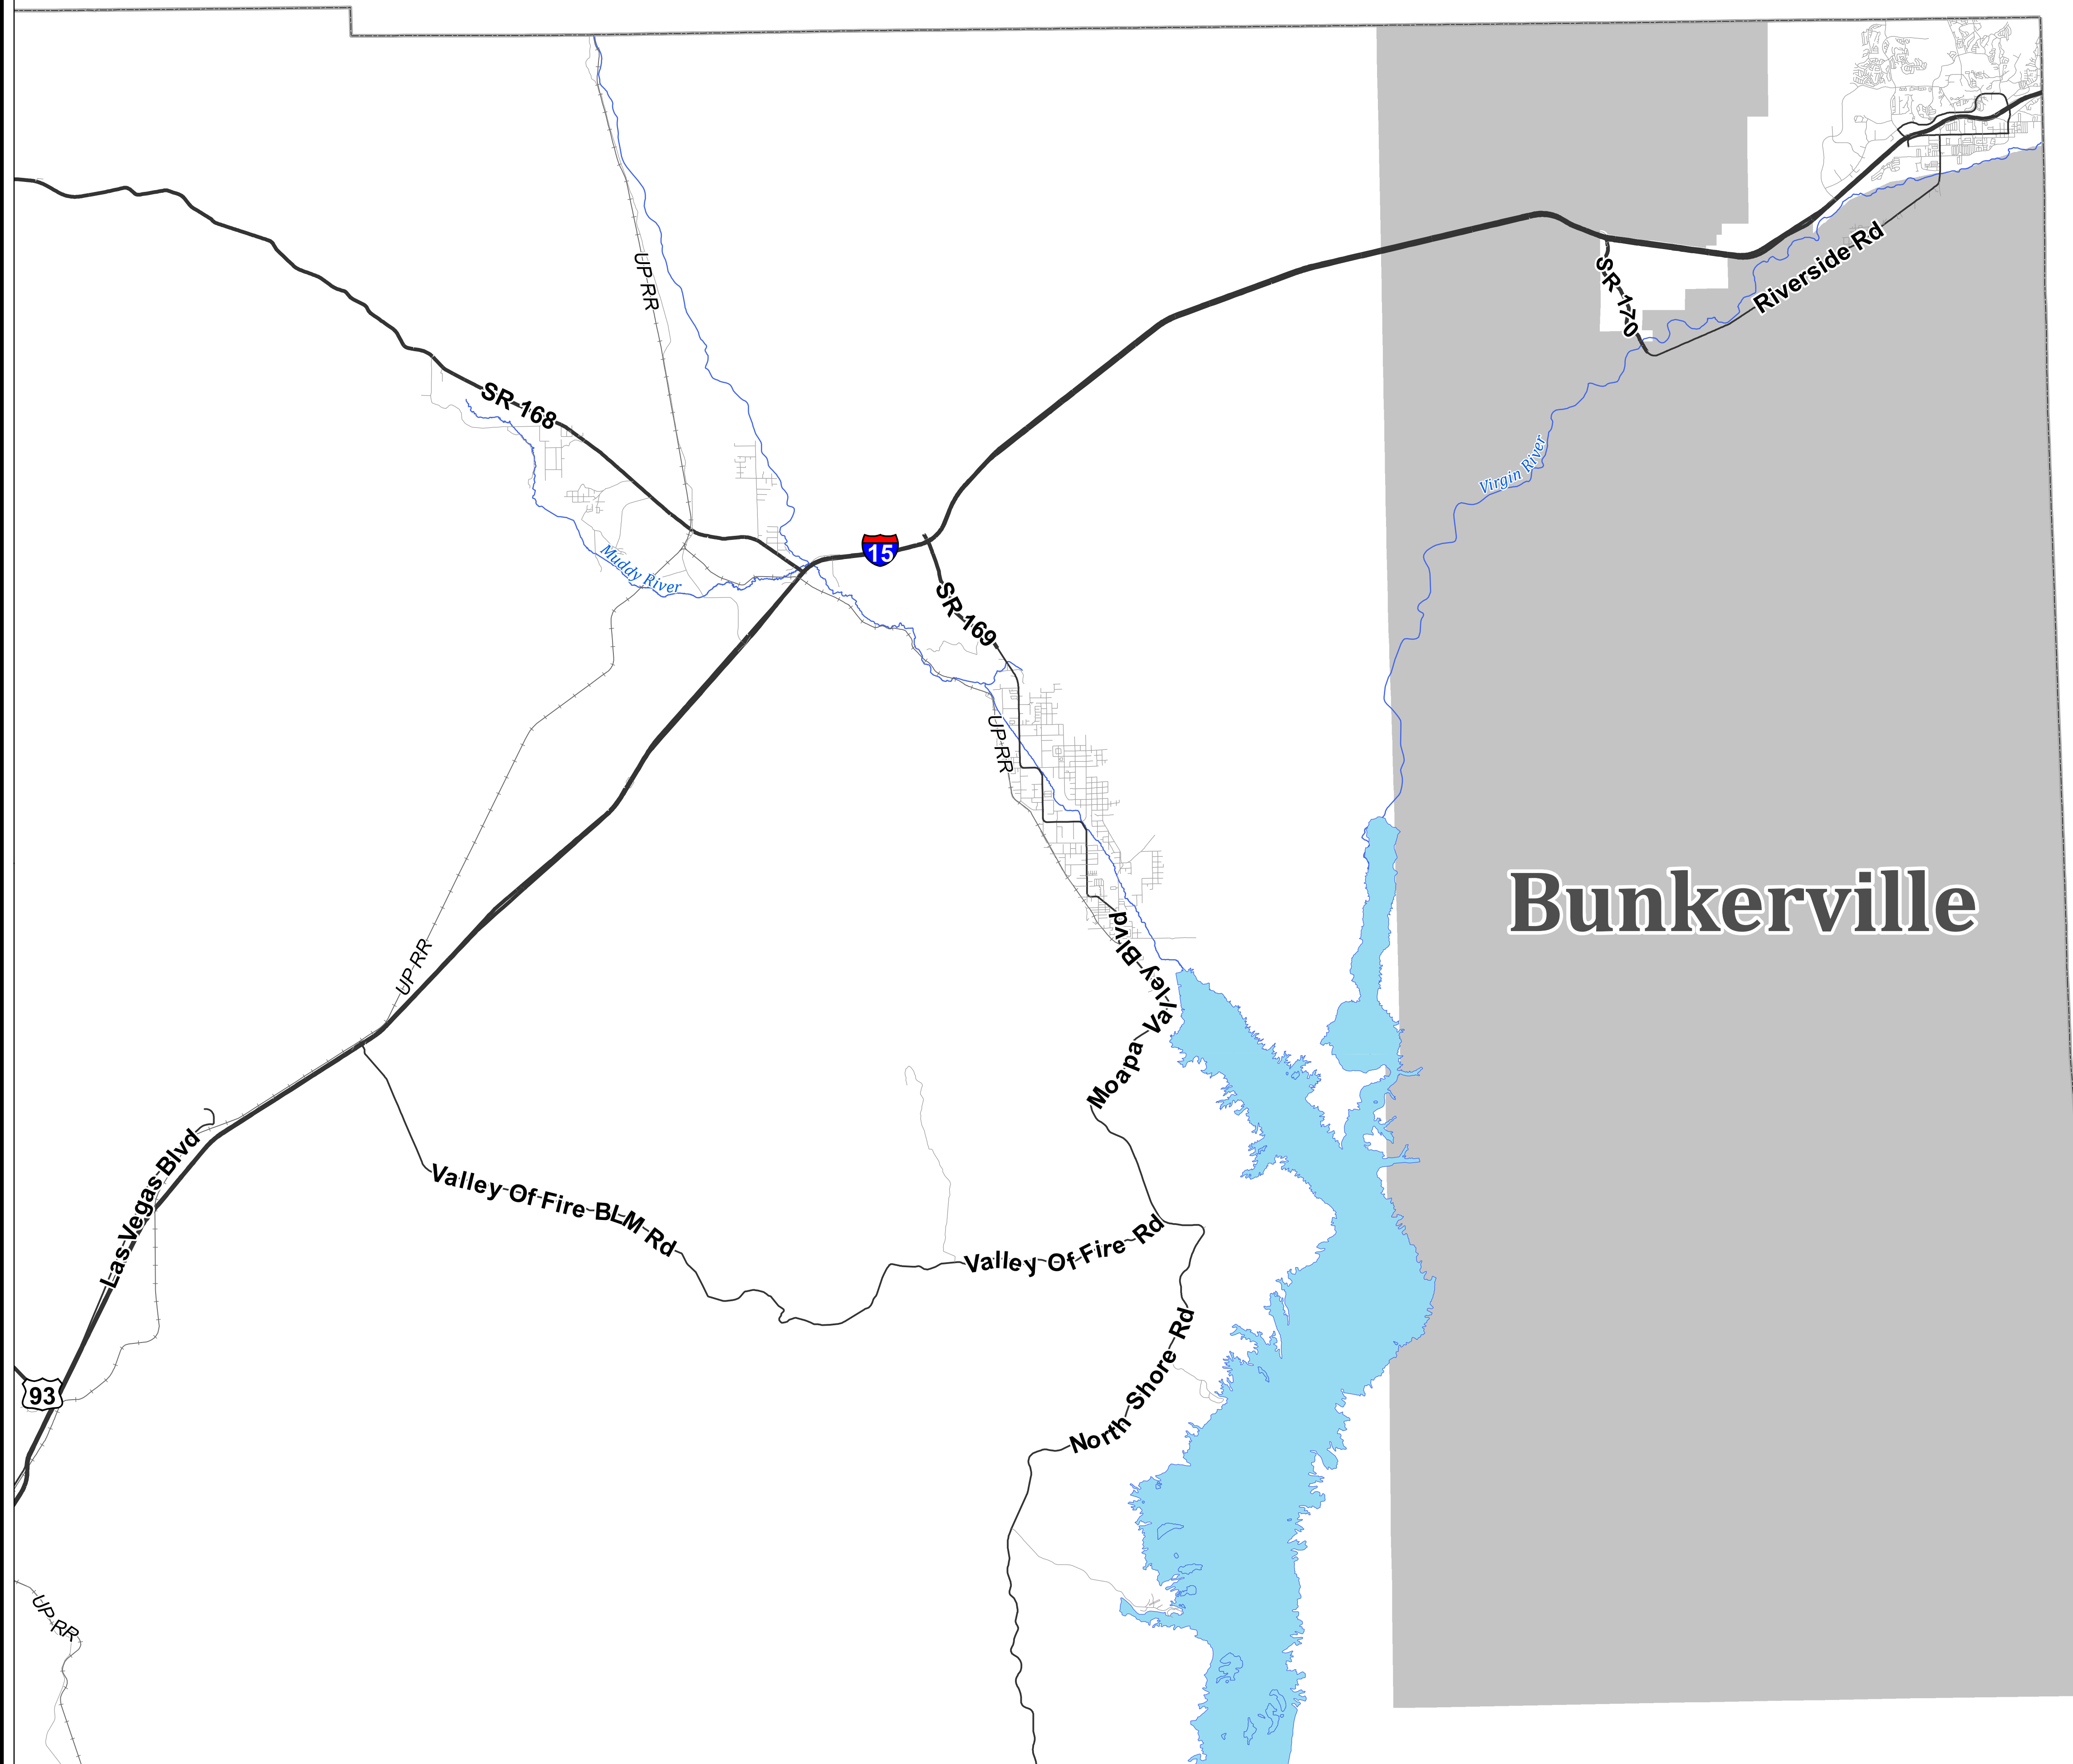 UP RR
SR 170
Riverside Rd
SR 168
Virgin River
15
Muddy River
SR 169
UP RR
Bunkerville
UP RR
Moapa Valley Blvd
Las Vegas Blvd
Valley Of Fire BLM Rd
Valley Of Fire Rd
North Shore Rd
93
UP RR